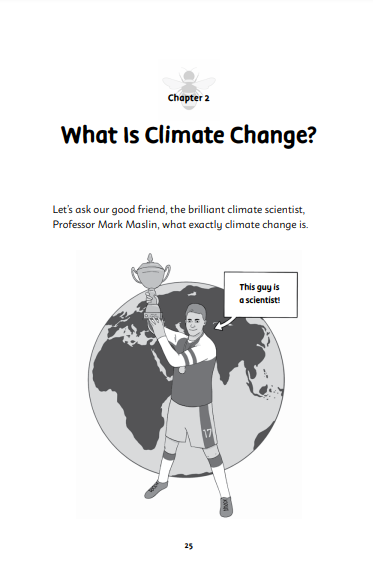 Chapter 2
What Is Climate Change?
Let's ask our good friend, the brilliant climate scientist,
Professor Mark Maslin, what exactly climate change is.
This guy is
a scientist!
17
25